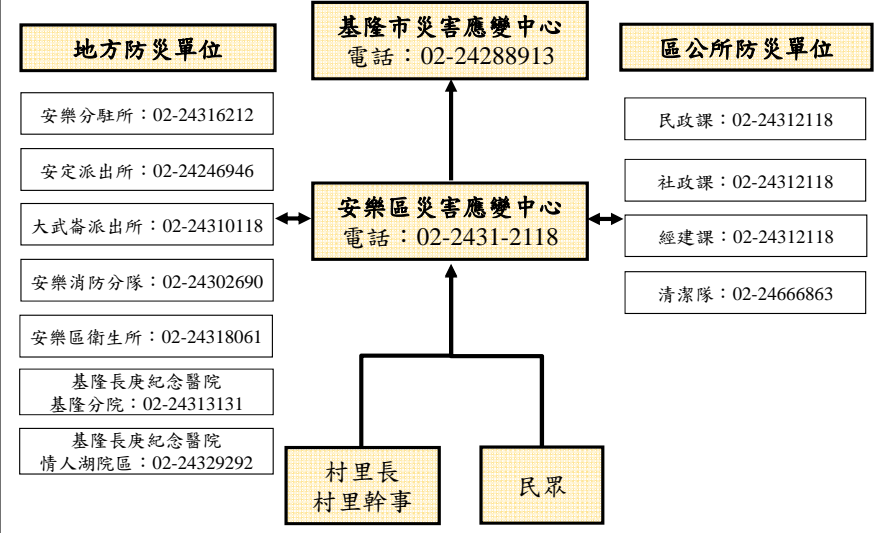 基隆市災害應變中心
電話：02-24288913
地方防災單位
安樂分駐所：02-24316212
安定派出所：02-24246946
大武崙派出所：02-24310118
安樂消防分隊：02-24302690
安樂區衛生所：02-24318061
基隆長庚紀念醫院
基隆分院：02-24313131
基隆長庚紀念醫院
情人湖院區：02-24329292
安樂區災害應變中心
電話：02-2431-2118
村里長
村里幹事
民眾
區公所防災單位
民政課：02-24312118
社政課：02-24312118
經建課：02-24312118
清潔隊：02-24666863